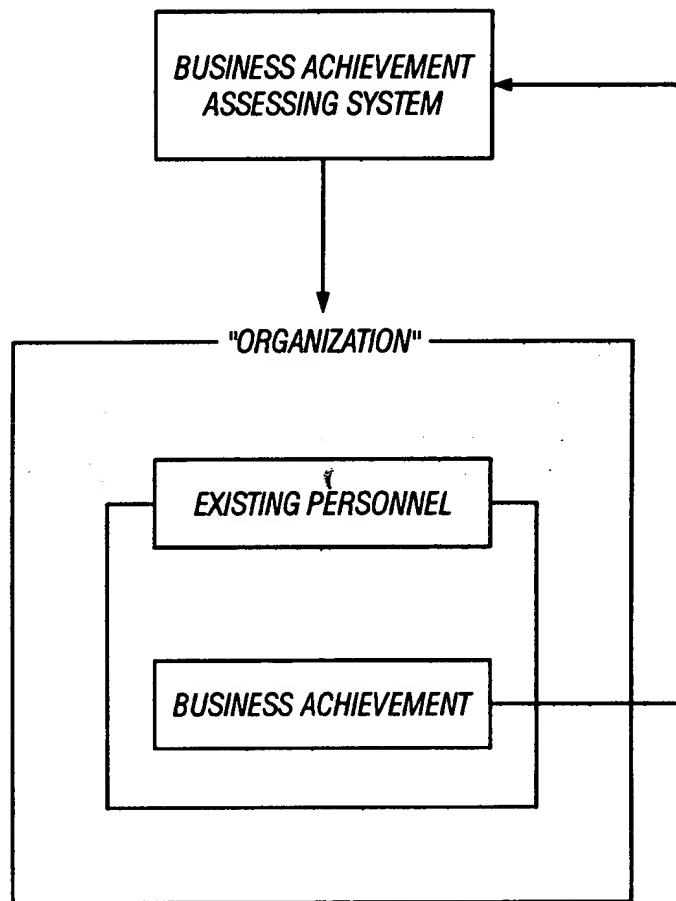 BUSINESS ACHIEVEMENT
ASSESSING SYSTEM
"ORGANIZATION"
EXISTING PERSONNEL
BUSINESS ACHIEVEMENT